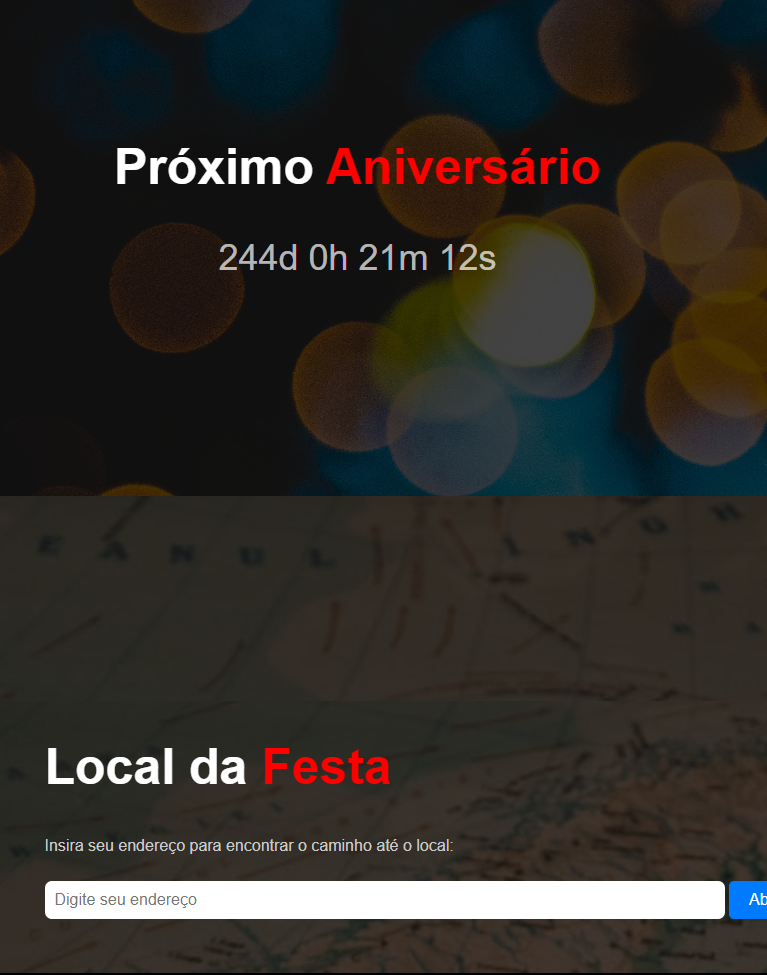 Próximo Aniversário
244d 0h 21m 12s
E A N U L I N G H
Local da Festa
Insira seu endereço para encontrar o caminho até o local:
Digite seu endereço
Ab